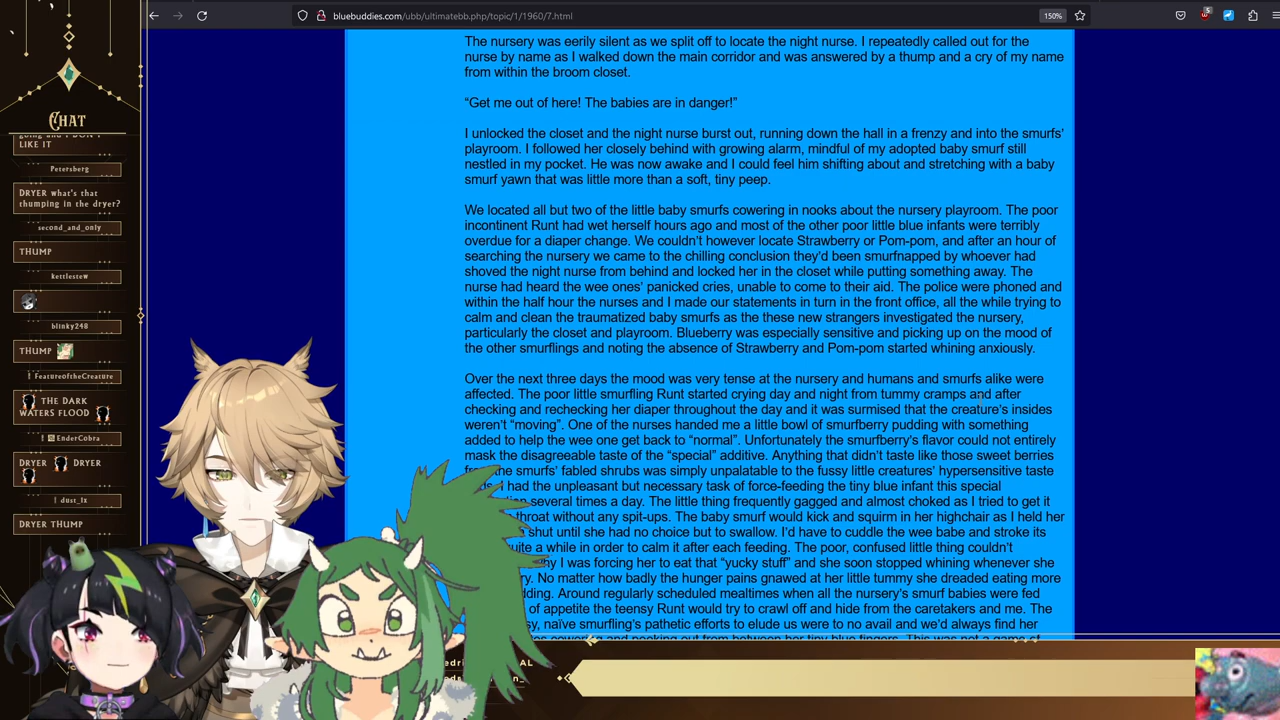 bluebuddies.com/ubb/ultimatebb.php/topic/1/1960/7.html
150%
5
CHAT
LIKE IT
Petersberg
DRYER what's that
thumping in the dryer?
second_and_only
THUMP
kettlestew
blinky248
THUMP
FeatureoftheCreature
THE DARK
WATERS FLOOD
EnderCobra
DRYER DRYER
dust_1x
DRYER THUMP
The nursery was eerily silent as we split off to locate the night nurse. I repeatedly called out for the
nurse by name as I walked down the main corridor and was answered by a thump and a cry of my name
from within the broom closet.
“Get me out of here! The babies are in danger!”
I unlocked the closet and the night nurse burst out, running down the hall in a frenzy and into the smurfs’
playroom. I followed her closely behind with growing alarm, mindful of my adopted baby smurf still
nestled in my pocket. He was now awake and I could feel him shifting about and stretching with a baby
smurf yawn that was little more than a soft, tiny peep.
We located all but two of the little baby smurfs cowering in nooks about the nursery playroom. The poor
incontinent Runt had wet herself hours ago and most of the other poor little blue infants were terribly
overdue for a diaper change. We couldn’t however locate Strawberry or Pom-pom, and after an hour of
searching the nursery we came to the chilling conclusion they’d been smurfnapped by whoever had
shoved the night nurse from behind and locked her in the closet while putting something away. The
nurse had heard the wee ones’ panicked cries, unable to come to their aid. The police were phoned and
within the half hour the nurses and I made our statements in turn in the front office, all the while trying to
calm and clean the traumatized baby smurfs as the these new strangers investigated the nursery,
particularly the closet and playroom. Blueberry was especially sensitive and picking up on the mood of
the other smurflings and noting the absence of Strawberry and Pom-pom started whining anxiously.
Over the next three days the mood was very tense at the nursery and humans and smurfs alike were
affected. The poor little smurfling Runt started crying day and night from tummy cramps and after
checking and rechecking her diaper throughout the day and it was surmised that the creature’s insides
weren’t “moving”. One of the nurses handed me a little bowl of smurfberry pudding with something
added to help the wee one get back to “normal”. Unfortunately the smurfberry’s flavor could not entirely
mask the disagreeable taste of the “special” additive. Anything that didn’t taste like those sweet berries
the smurfs’ fabled shrubs was simply unpalatable to the fussy little creatures’ hypersensitive taste
I had the unpleasant but necessary task of force-feeding the tiny blue infant this special
several times a day. The little thing frequently gagged and almost choked as I tried to get it
throat without any spit-ups. The baby smurf would kick and squirm in her highchair as I held her
shut until she had no choice but to swallow. I’d have to cuddle the wee babe and stroke its
quite a while in order to calm it after each feeding. The poor, confused little thing couldn’t
I was forcing her to eat that “yucky stuff” and she soon stopped whining whenever she
No matter how badly the hunger pains gnawed at her little tummy she dreaded eating more
Around regularly scheduled mealtimes when all the nursery’s smurf babies were fed
of appetite the teensy Runt would try to crawl off and hide from the caretakers and me. The
naïve smurfling’s pathetic efforts to elude us were to no avail and we’d always find her
cowering and peeking out from between her tiny blue fingers. This was not a game of